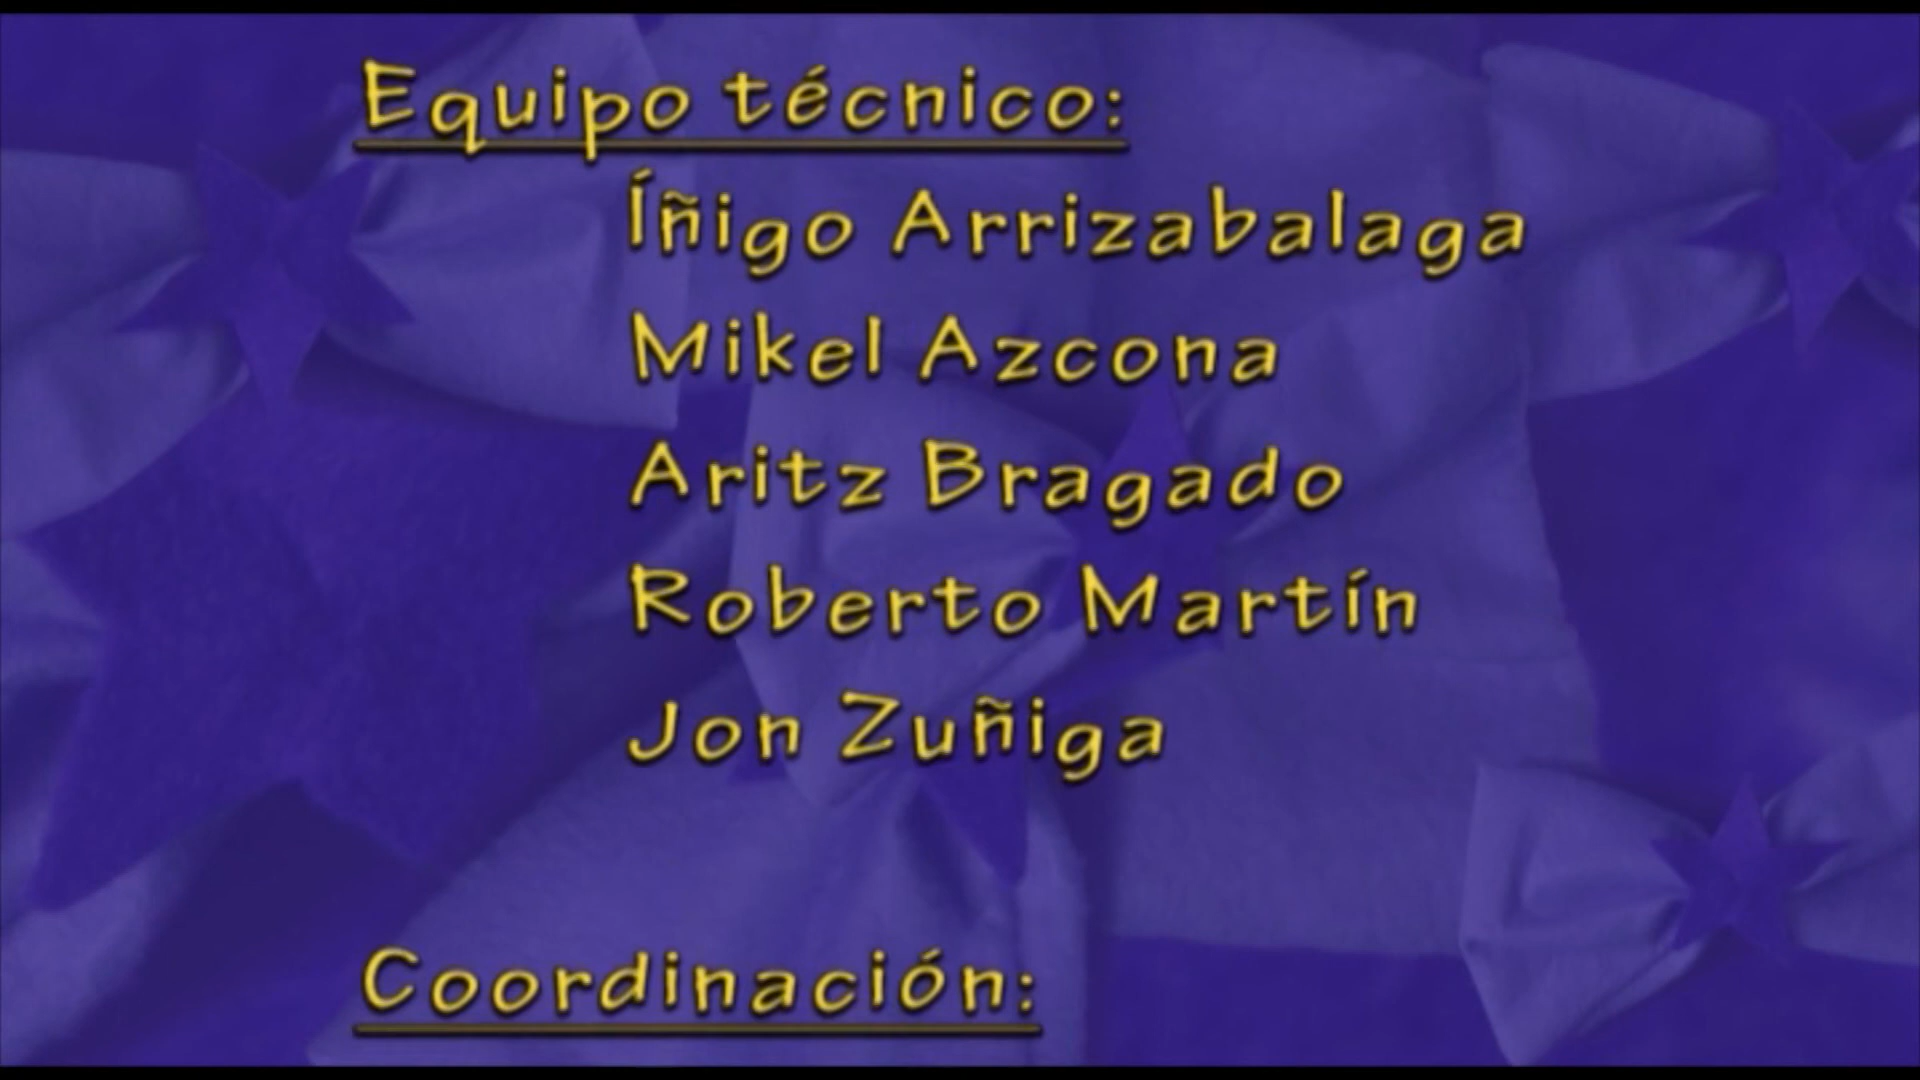 Equipo técnico:
Íñigo Arrizabalaga
Mikel Azcona
Aritz Bragado
Roberto Martín
Jon Zuñiga
Coordinación: